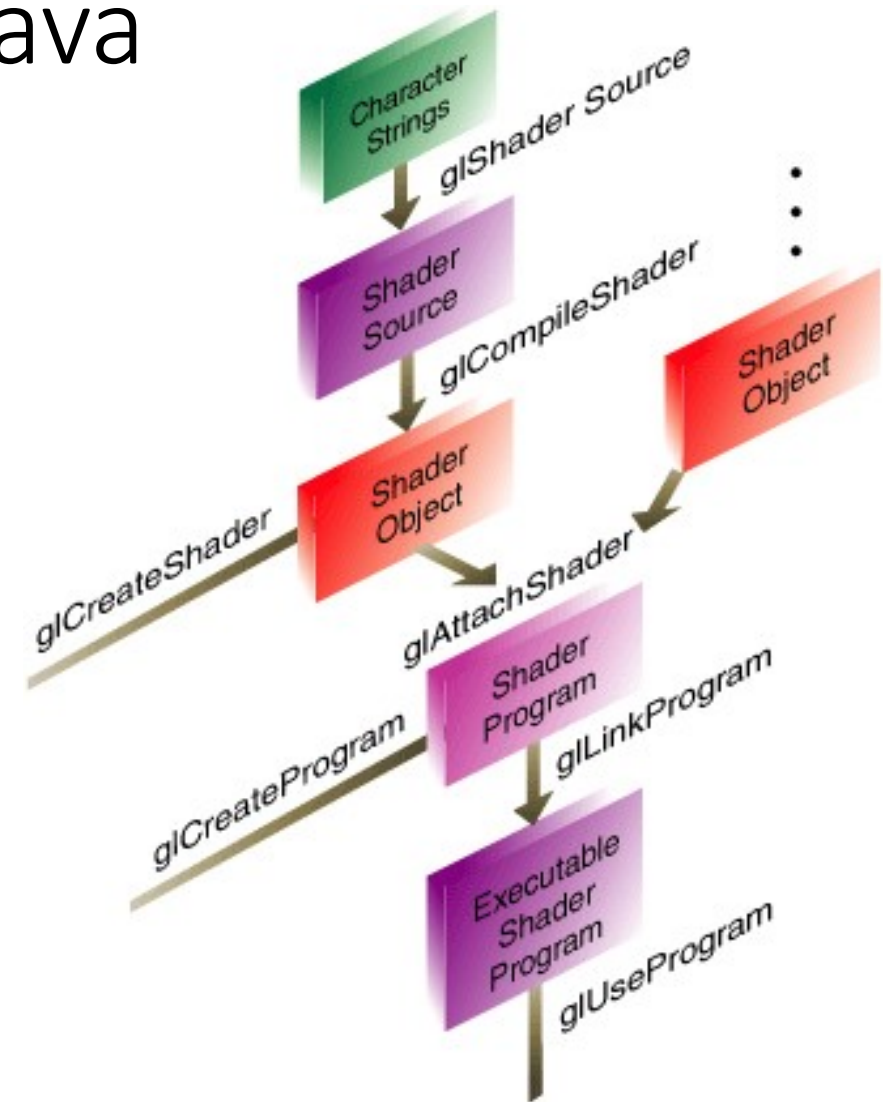 ava
Character
Strings
glShader Source
Shader
Source
glCompileShader
Shader
Object
Shader
Object
glCreateShader
glAttachShader
Shader
Program
glCreateProgram
glLinkProgram
Executable
Shader
Program
glUseProgram